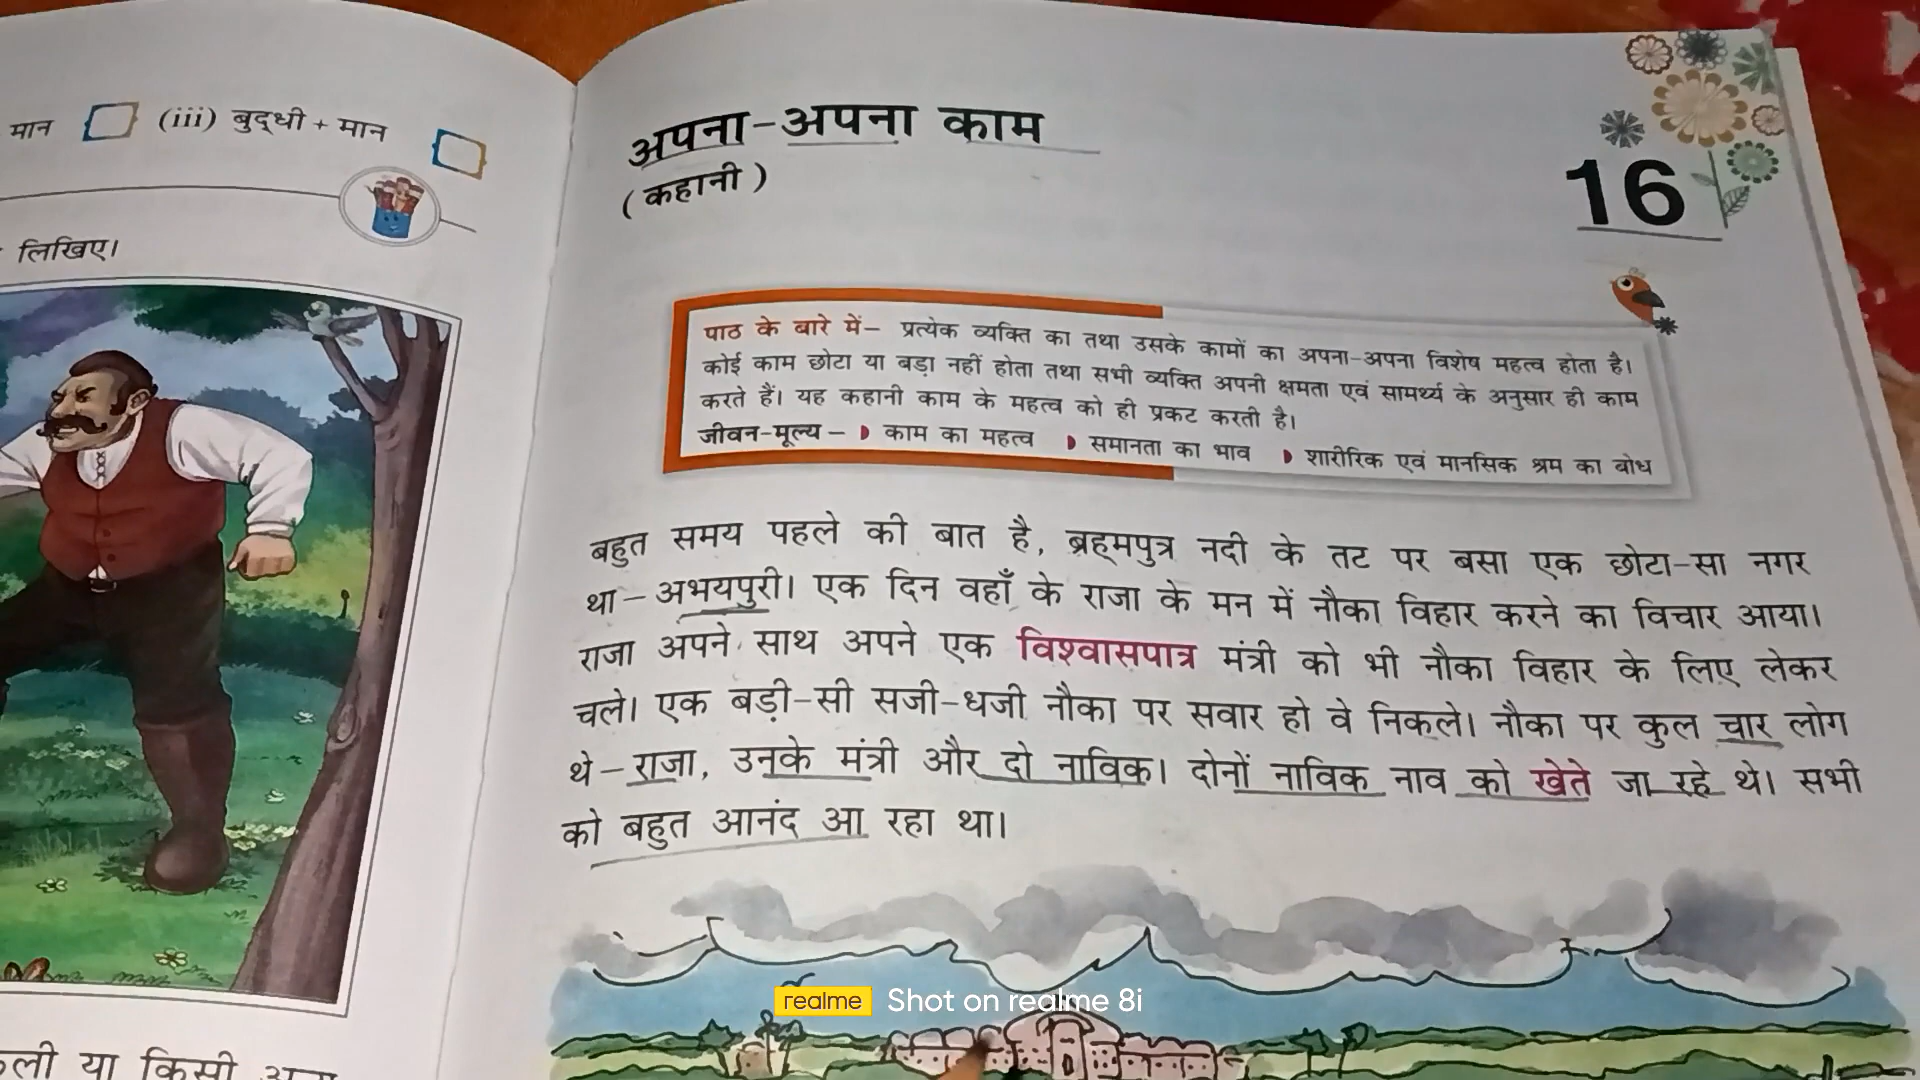 मान (iii) बुद्धी + मान
लिखिए।
या किसी
अपना-अपना काम
(कहानी)
16
पाठ के बारे में– प्रत्येक व्यक्ति का तथा उसके कामों का अपना-अपना विशेष महत्व होता है।
कोई काम छोटा या बड़ा नहीं होता तथा सभी व्यक्ति अपनी क्षमता एवं सामर्थ्य के अनुसार ही काम
करते हैं। यह कहानी काम के महत्व को ही प्रकट करती है।
जीवन-मूल्य – काम का महत्व समानता का भाव शारीरिक एवं मानसिक श्रम का बोध
बहुत समय पहले की बात है, ब्रह्मपुत्र नदी के तट पर बसा एक छोटा-सा नगर
था – अभयपुरी। एक दिन वहाँ के राजा के मन में नौका विहार करने का विचार आया।
राजा अपने साथ अपने एक विश्वासपात्र मंत्री को भी नौका विहार के लिए लेकर
चले। एक बड़ी-सी सजी-धजी नौका पर सवार हो वे निकले। नौका पर कुल चार लोग
थे – राजा, उनके मंत्री और दो नाविक। दोनों नाविक नाव को खेते जा रहे थे। सभी
को बहुत आनंद आ रहा था।
realme Shot on realme 8i